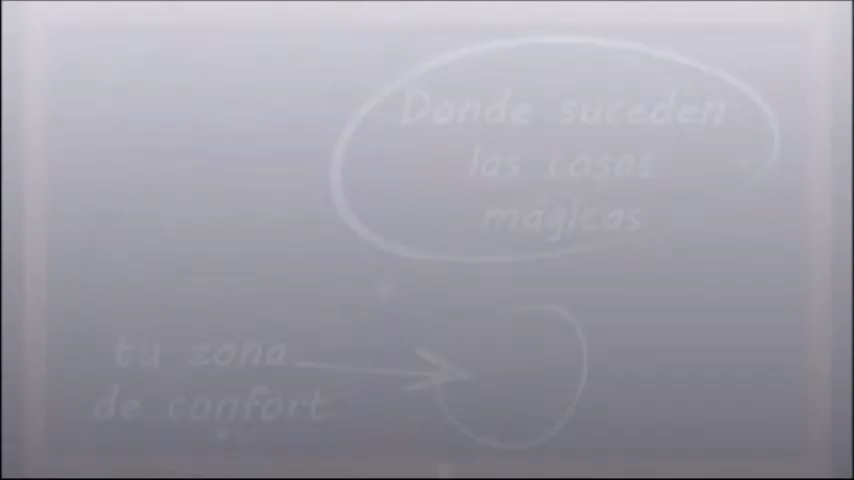 Donde suceden
las cosas
mágicas
tu zona
de confort